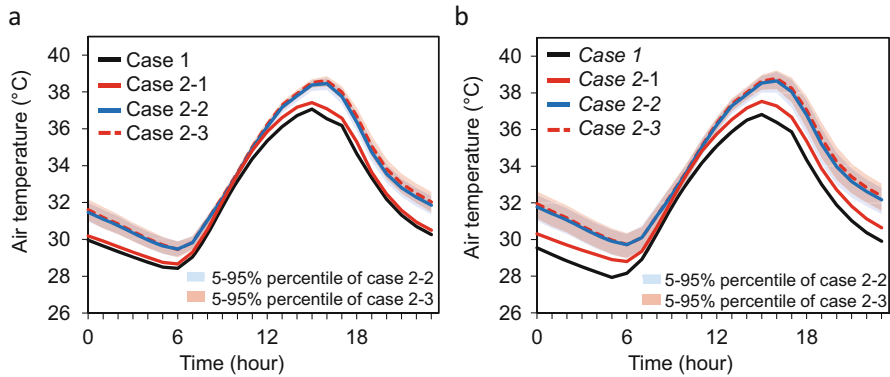 a
Air temperature (°C)
40
38
36
34
32
30
28
26
Case 1
Case 2-1
Case 2-2
Case 2-3
5-95% percentile of case 2-2
5-95% percentile of case 2-3
0
6
12
18
Time (hour)
b
Air temperature (°C)
40
38
36
34
32
30
28
26
Case 1
Case 2-1
Case 2-2
Case 2-3
5-95% percentile of case 2-2
5-95% percentile of case 2-3
0
6
12
18
Time (hour)